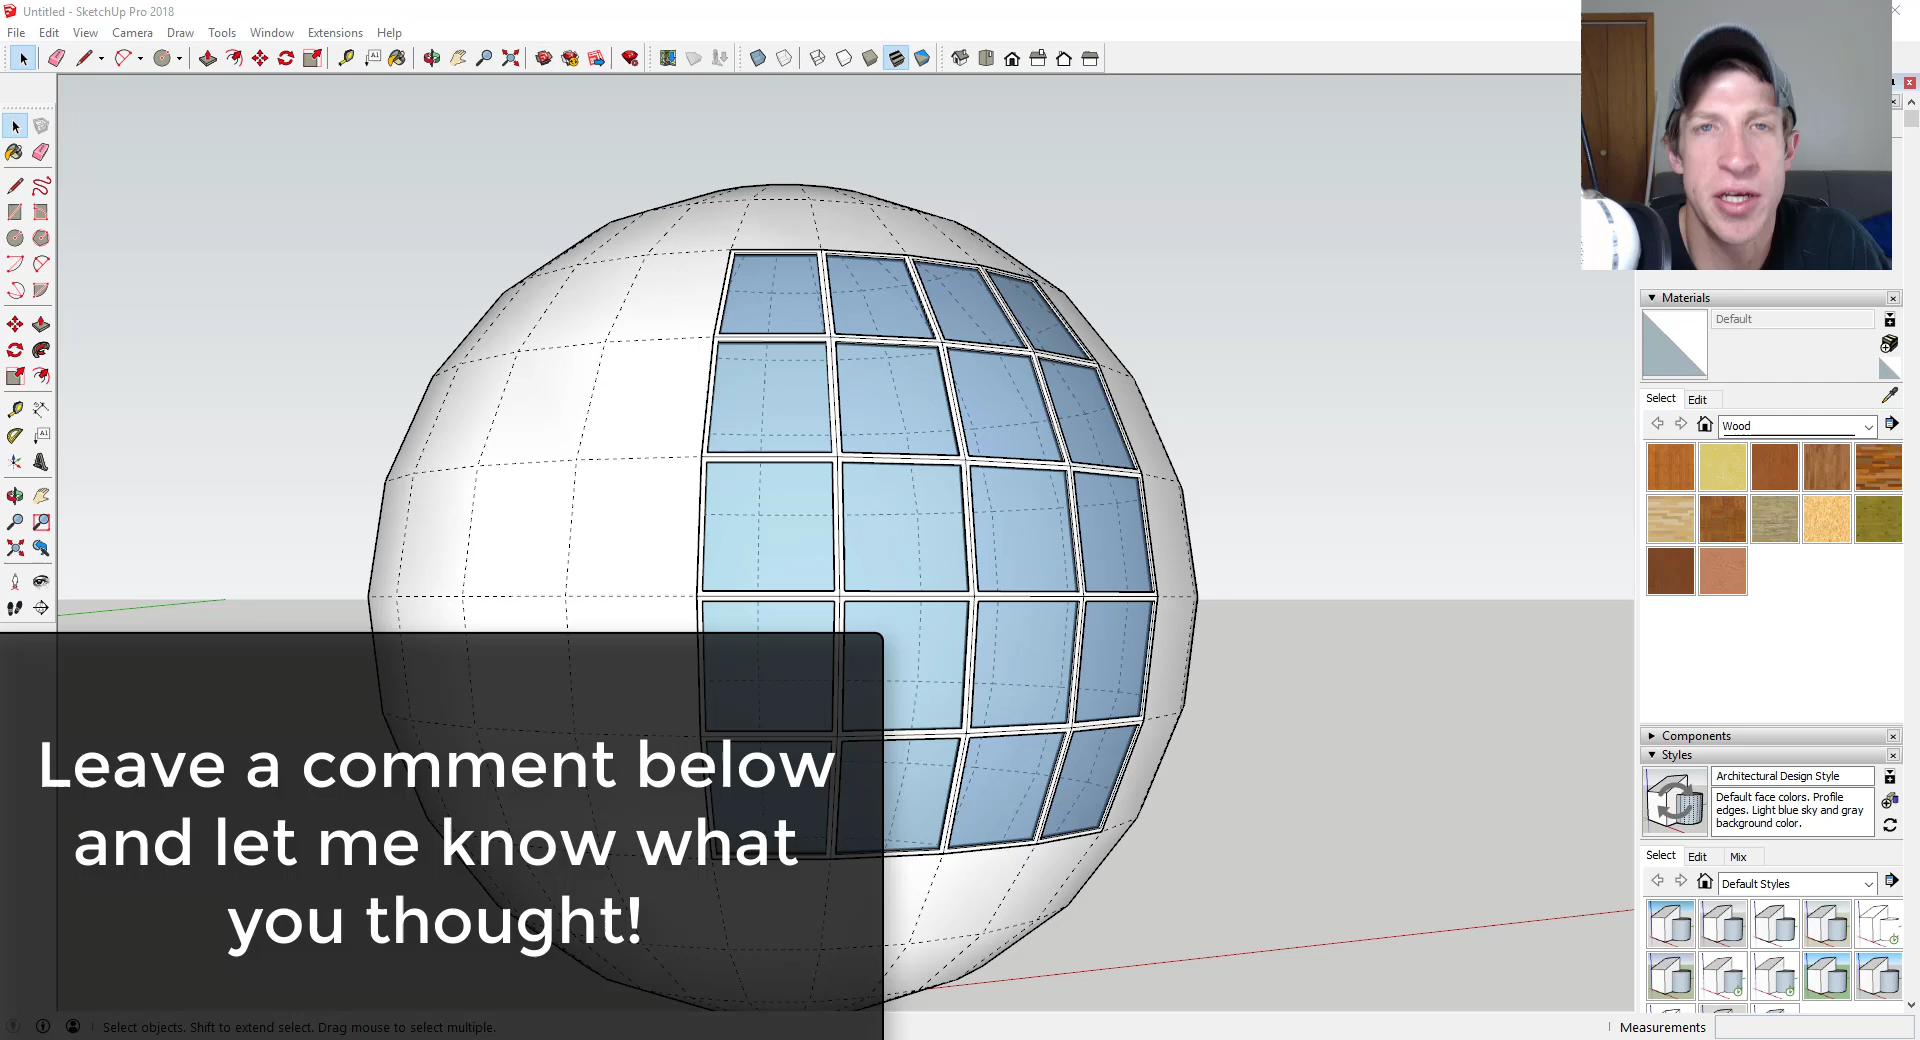 Untitled - SketchUp Pro 2018
File Edit View Camera Draw Tools Window Extensions Help
Materials
Default
Select Edit
Wood
Components
Styles
Architectural Design Style
Default face colors. Profile
edges. Light blue sky and gray
background color.
Select Edit Mix
Default Styles
Leave a comment below
and let me know what
you thought!
Select objects. Shift to extend select. Drag mouse to select multiple.
Measurements